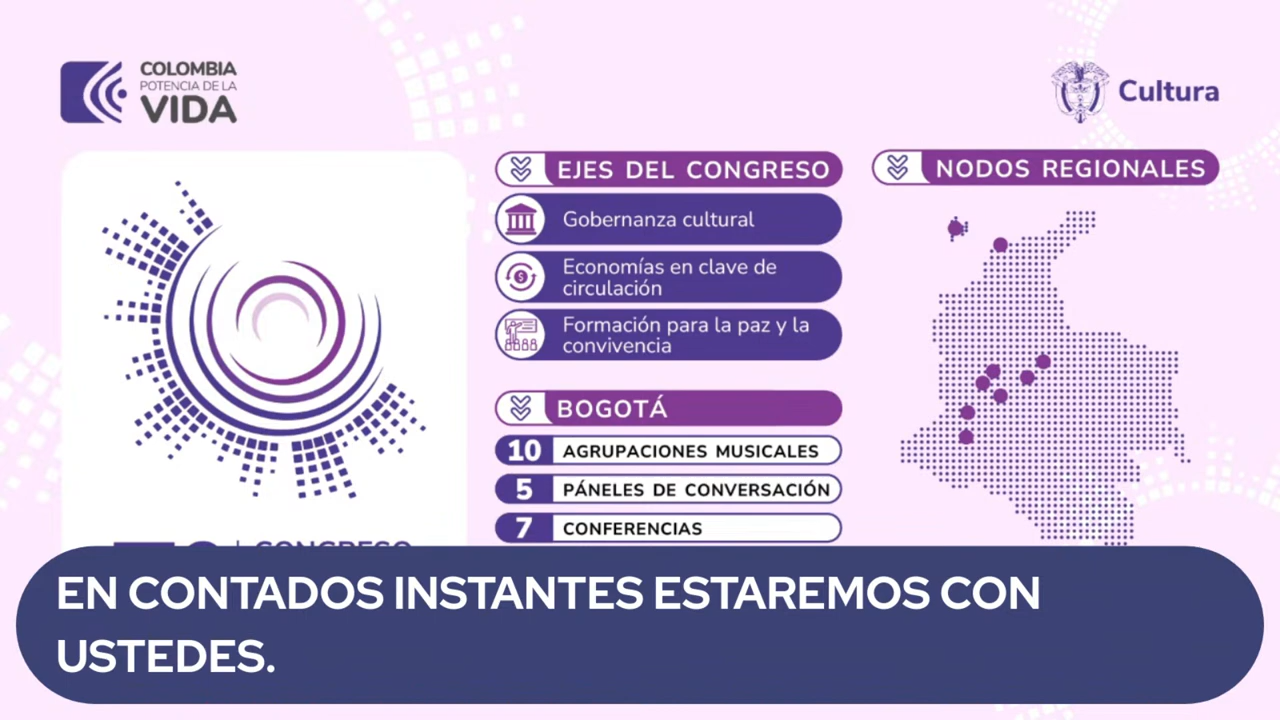 COLOMBIA
POTENCIA DE LA
VIDA
Cultura
EJES DEL CONGRESO
Gobernanza cultural
Economías en clave de
circulación
Formación para la paz y la
convivencia
BOGOTÁ
10 AGRUPACIONES MUSICALES
5 PÁNELES DE CONVERSACIÓN
7 CONFERENCIAS
NODOS REGIONALES
CONGRESO
EN CONTADOS INSTANTES ESTAREMOS CON
USTEDES.